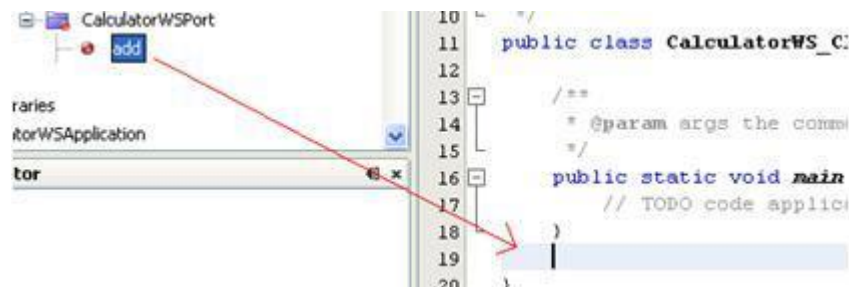 CalculatorWSPort
add
raries
torWSApplication
tor
10 */
11 public class CalculatorWS_Cl
12
13 /**
14 * @param args the comm
15 */
16 public static void main
17 // TODO code applic
18 }
19
20 }